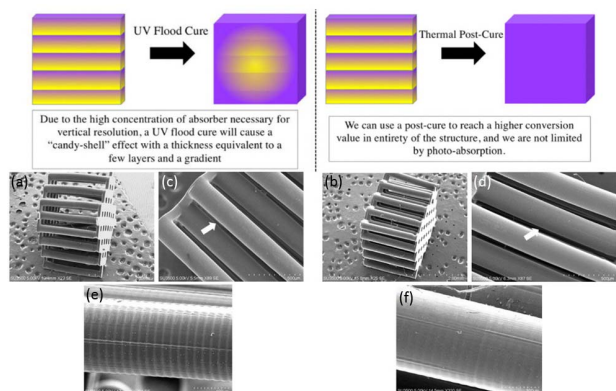 UV Flood Cure
Due to the high concentration of absorber necessary for
vertical resolution, a UV flood cure will cause a
“candy-shell” effect with a thickness equivalent to a
few layers and a gradient
Thermal Post-Cure
We can use a post-cure to reach a higher conversion
value in entirety of the structure, and we are not limited
by photo-absorption.
(a)
(c)
(b)
(d)
(e)
(f)